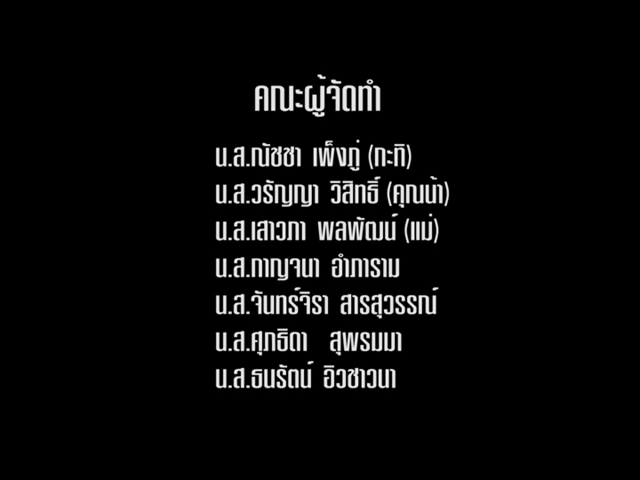 คณะผู้จัดทำ
น.ส.ณัชชา เพ็งภู่ (กะทิ)
น.ส.วรัญญา วิสิทธิ์ (คุณน้า)
น.ส.เสาวภา พลพัฒน์ (แม่)
น.ส.กาญจนา อำภาราม
น.ส.จันทร์จิรา สารสุวรรณ์
น.ส.ศุภธิดา สุพรมมา
น.ส.ธนรัตน์ อิวชาวนา